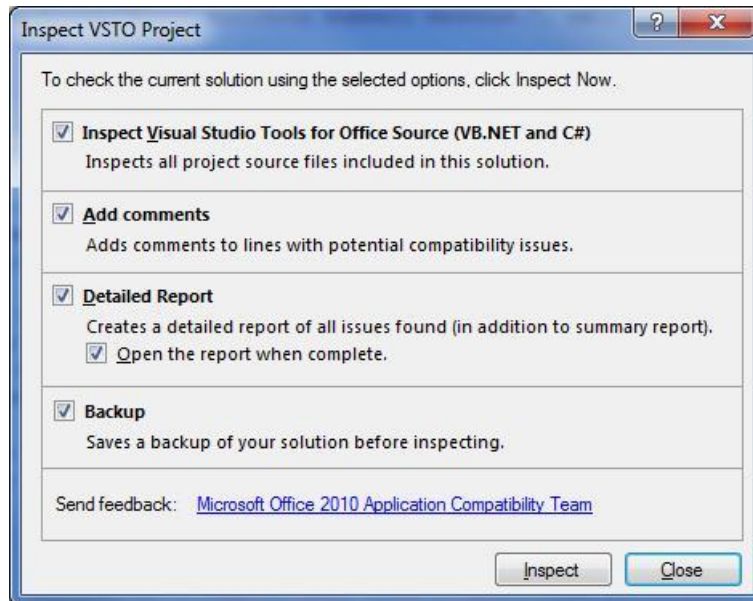 Inspect VSTO Project
To check the current solution using the selected options, click Inspect Now.
Inspect Visual Studio Tools for Office Source (VB.NET and C#)
Inspects all project source files included in this solution.
Add comments
Adds comments to lines with potential compatibility issues.
Detailed Report
Creates a detailed report of all issues found (in addition to summary report).
Open the report when complete.
Backup
Saves a backup of your solution before inspecting.
Send feedback: Microsoft Office 2010 Application Compatibility Team
Inspect Close